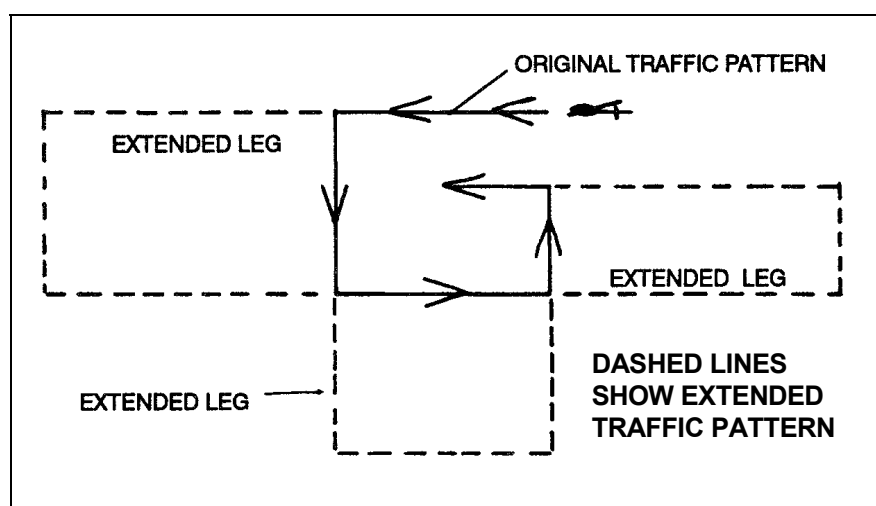 ORIGINAL TRAFFIC PATTERN
EXTENDED LEG
EXTENDED LEG
EXTENDED LEG
DASHED LINES
SHOW EXTENDED
TRAFFIC PATTERN